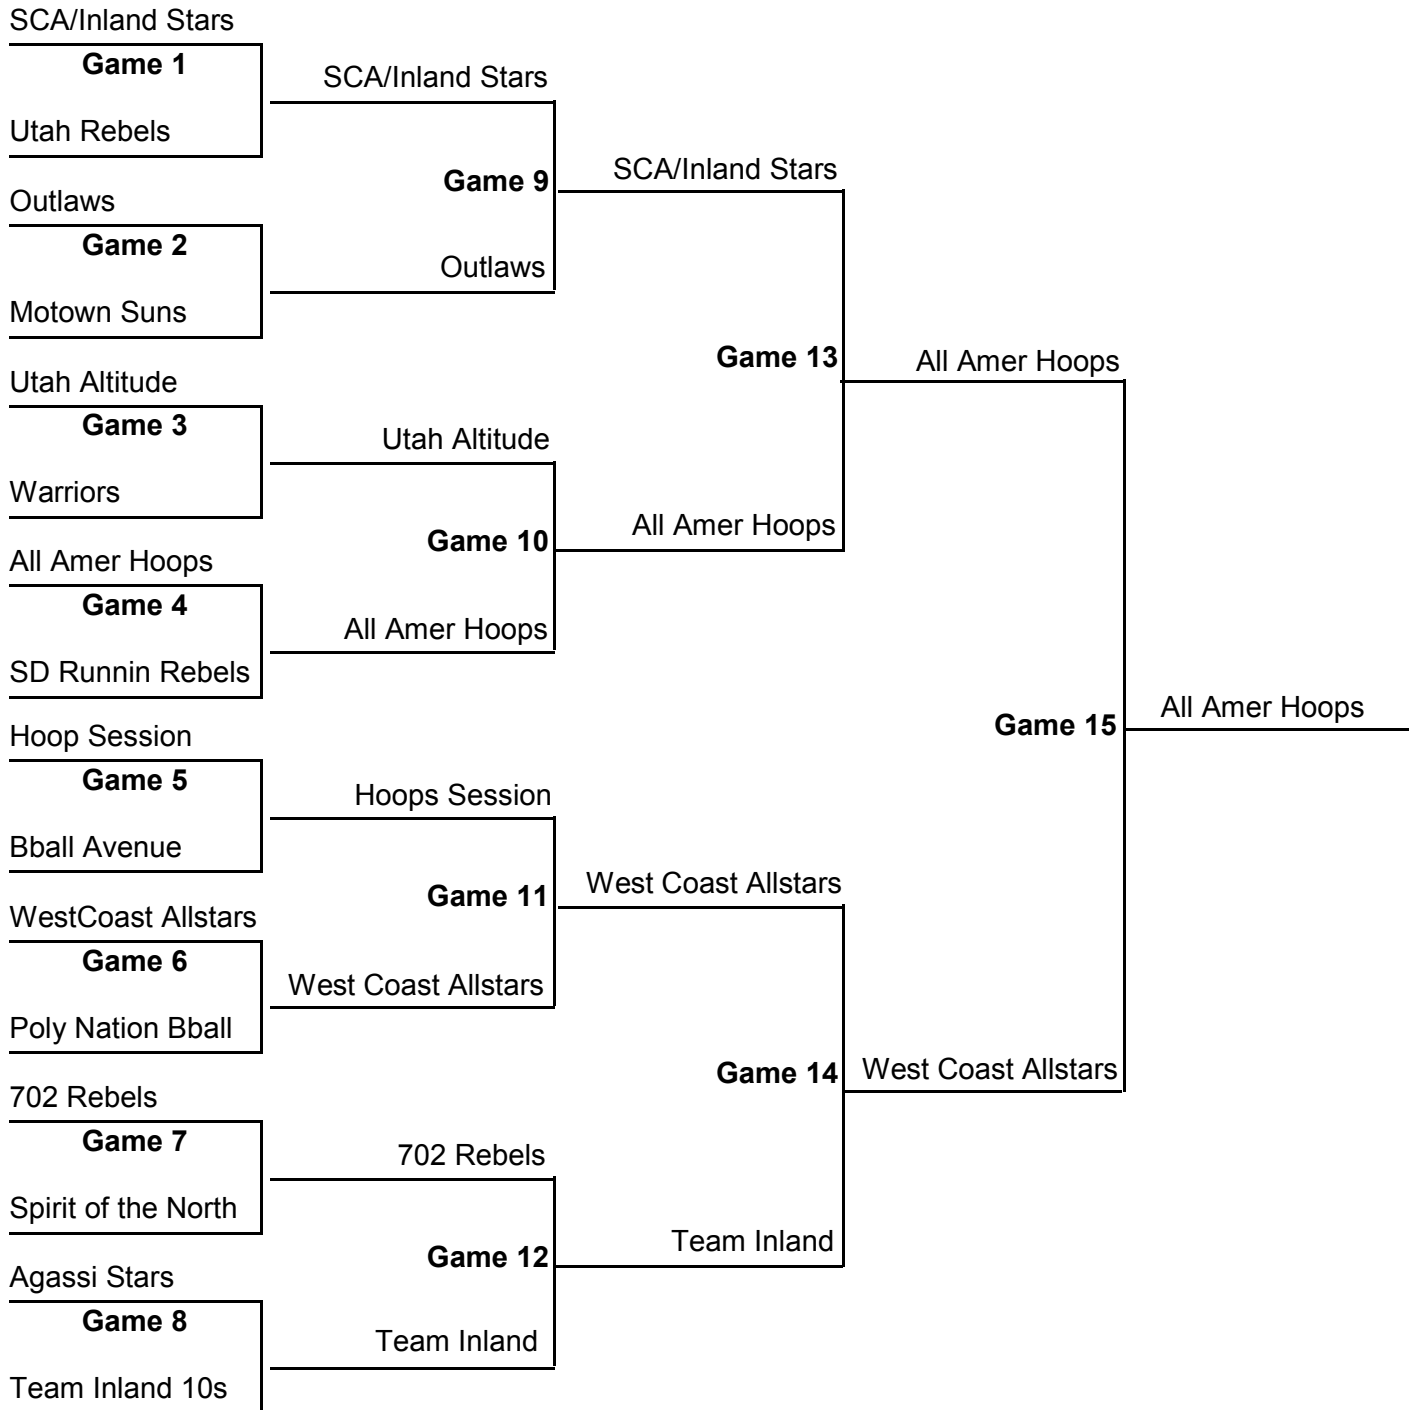 SCA/Inland Stars
Game 1
Utah Rebels
Outlaws
Game 2
Motown Suns
Utah Altitude
Game 3
Warriors
All Amer Hoops
Game 4
SD Runnin Rebels
Hoop Session
Game 5
Bball Avenue
WestCoast Allstars
Game 6
Poly Nation Bball
702 Rebels
Game 7
Spirit of the North
Agassi Stars
Game 8
Team Inland 10s
SCA/Inland Stars
Game 9
Outlaws
Utah Altitude
Game 10
All Amer Hoops
Hoops Session
Game 11
West Coast Allstars
702 Rebels
Game 12
Team Inland
SCA/Inland Stars
Game 13
All Amer Hoops
West Coast Allstars
Game 14
Team Inland
All Amer Hoops
Game 15
West Coast Allstars
All Amer Hoops